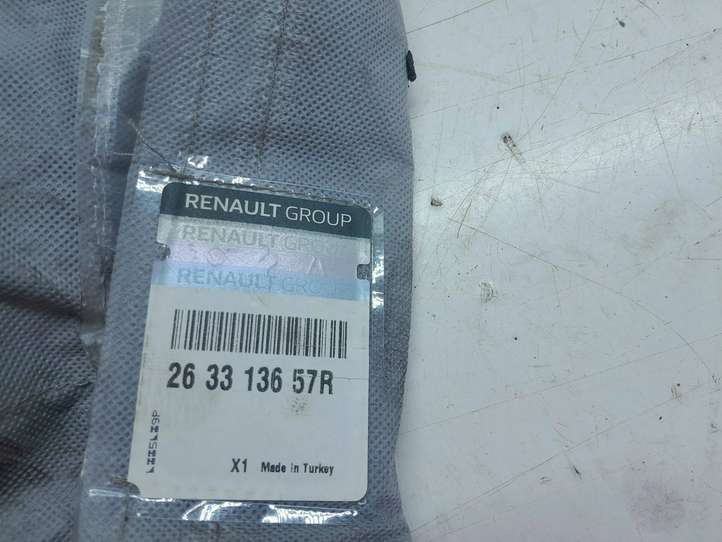 RENAULT GROUP
RENAULT GROUP
RENAULT GROUP
26 33 136 57R
X1 Made in Turkey